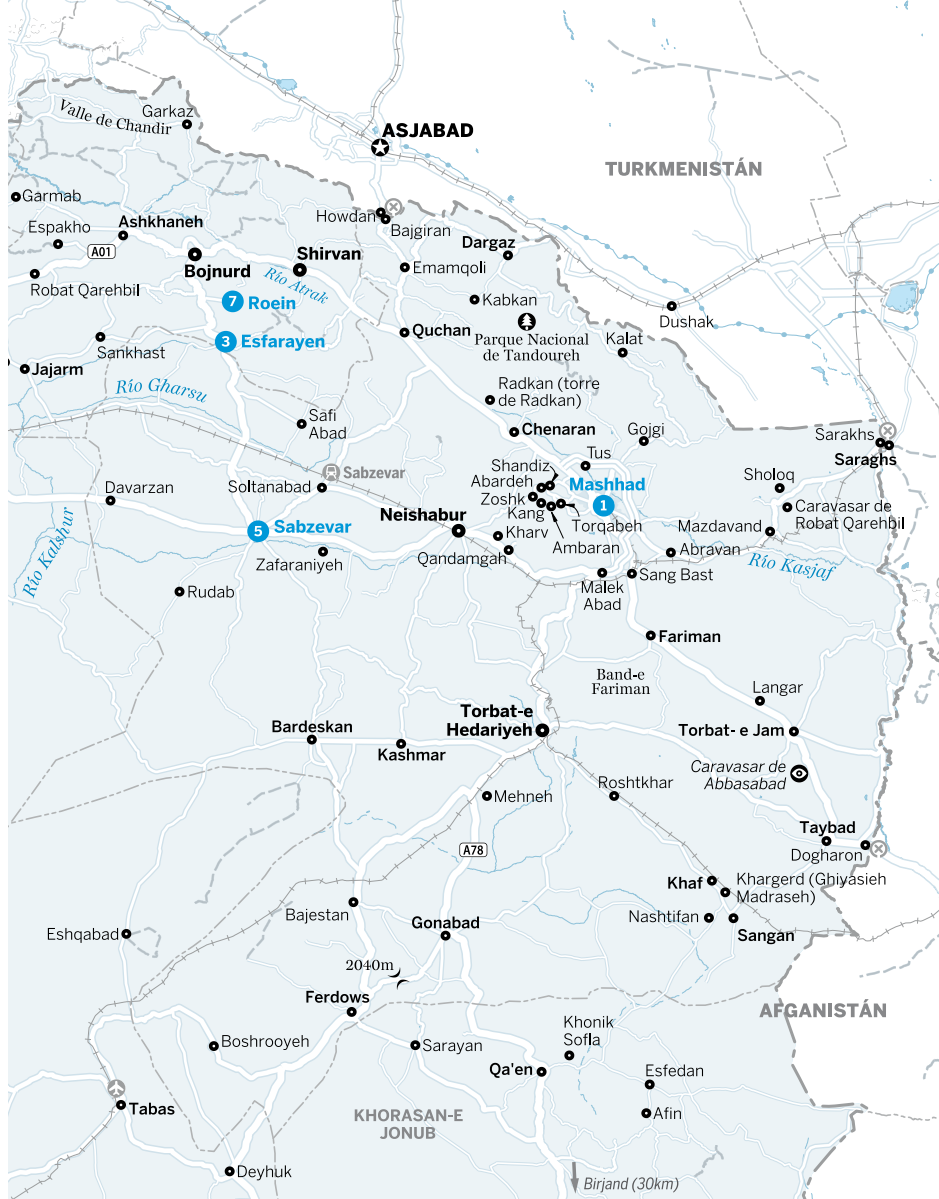 Garkaz
Valle de Chandir
ASJABAD
TURKMENISTÁN
Garmab
Howdan
Bajgiran
Espakho
Ashkhaneh
Dargaz
A01
Bojnurd
Shirvan
Emamqoli
Río Atrak
Robat Qarehbil
7
Roein
Kabkan
Dushak
Quchan
Parque Nacional
de Tandoureh
3
Esfarayen
Sankhast
Kalat
Jajarm
Río Gharsu
Radkan (torre
de Radkan)
Safi
Abad
Chenaran
Gojgi
Sarakhs
Saraghs
Tus
Shandiz
Sabzevar
Abardeh
Mashhad
1
Sholoq
Davarzan
Soltanabad
Zoshk
Kang
Torqabeh
Caravasar de
Robat Qarehbil
5
Sabzevar
Neishabur
Kharv
Ambaran
Mazdavand
Río Kalshur
Zafaraniyeh
Qandamgah
Abravan
Río Kasjaf
Malek
Abad
Sang Bast
Rudab
Fariman
Band-e
Fariman
Langar
Torbat-e
Hedariyeh
Bardeskan
Kashmar
Torbat- e Jam
Caravasar de
Abbasabad
Mehneh
Roshtkhar
Taybad
Dogharon
A78
Khaf
Khargerd (Ghiyasieh
Madraseh)
Bajestan
Gonabad
Nashtifan
Sangan
Eshqabad
2040m
Ferdows
AFGANISTÁN
Boshrooyeh
Sarayan
Khonik
Sofla
Qa'en
Esfedan
Tabas
Afin
KHORASAN-E
JONUB
Deyhuk
Birjand (30km)